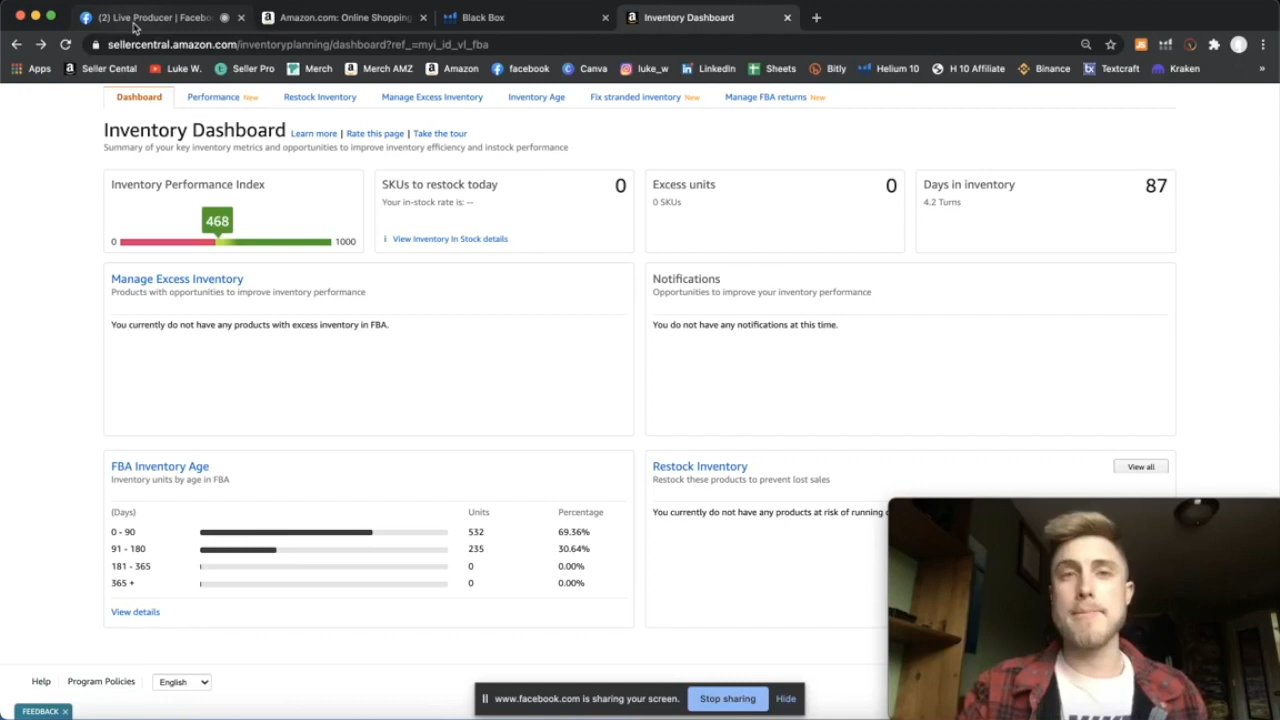 (2) Live Producer | Facebo
Amazon.com: Online Shopping
Black Box
Inventory Dashboard
sellercentral.amazon.com/inventoryplanning/dashboard?ref_=myi_id_vl_fba
Apps
Seller Cental
Luke W.
Seller Pro
Merch
Merch AMZ
Amazon
facebook
Canva
luke_w
LinkedIn
Sheets
Bitly
Helium 10
H 10 Affiliate
Binance
Textcraft
Kraken
»
Dashboard
Performance New
Restock Inventory
Manage Excess Inventory
Inventory Age
Fix stranded inventory New
Manage FBA returns New
Inventory Dashboard Learn more | Rate this page | Take the tour
Summary of your key inventory metrics and opportunities to improve inventory efficiency and instock performance
Inventory Performance Index
468
0
1000
SKUs to restock today 0
Your in-stock rate is: --
View Inventory In Stock details
Excess units 0
0 SKUs
Days in inventory 87
4.2 Turns
Manage Excess Inventory
Products with opportunities to improve inventory performance
You currently do not have any products with excess inventory in FBA.
Notifications
Opportunities to improve your inventory performance
You do not have any notifications at this time.
FBA Inventory Age
Inventory units by age in FBA
(Days) Units Percentage
0 - 90 532 69.36%
91 - 180 235 30.64%
181 - 365 0 0.00%
365 + 0 0.00%
View details
Restock Inventory
View all
Restock these products to prevent lost sales
You currently do not have any products at risk of running
Help
Program Policies
English
FEEDBACK
www.facebook.com is sharing your screen.
Stop sharing
Hide